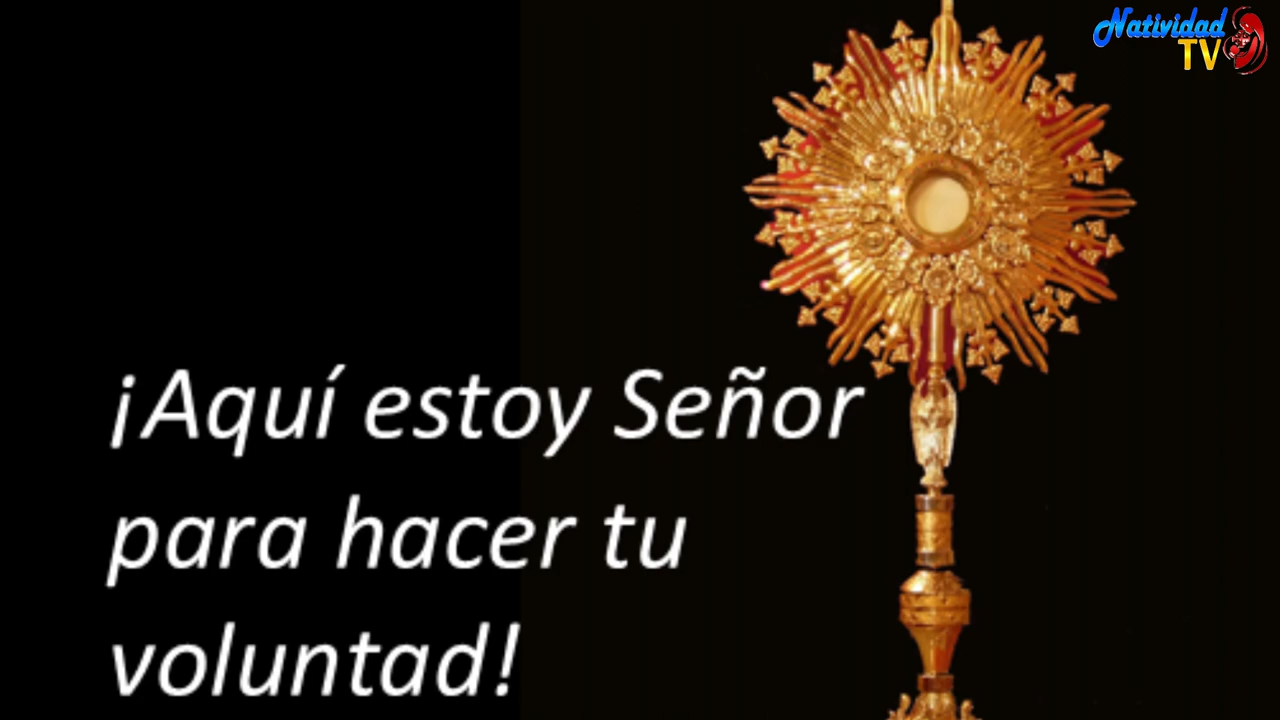 Natividad
TV
¡Aquí estoy Señor
para hacer tu
voluntad!